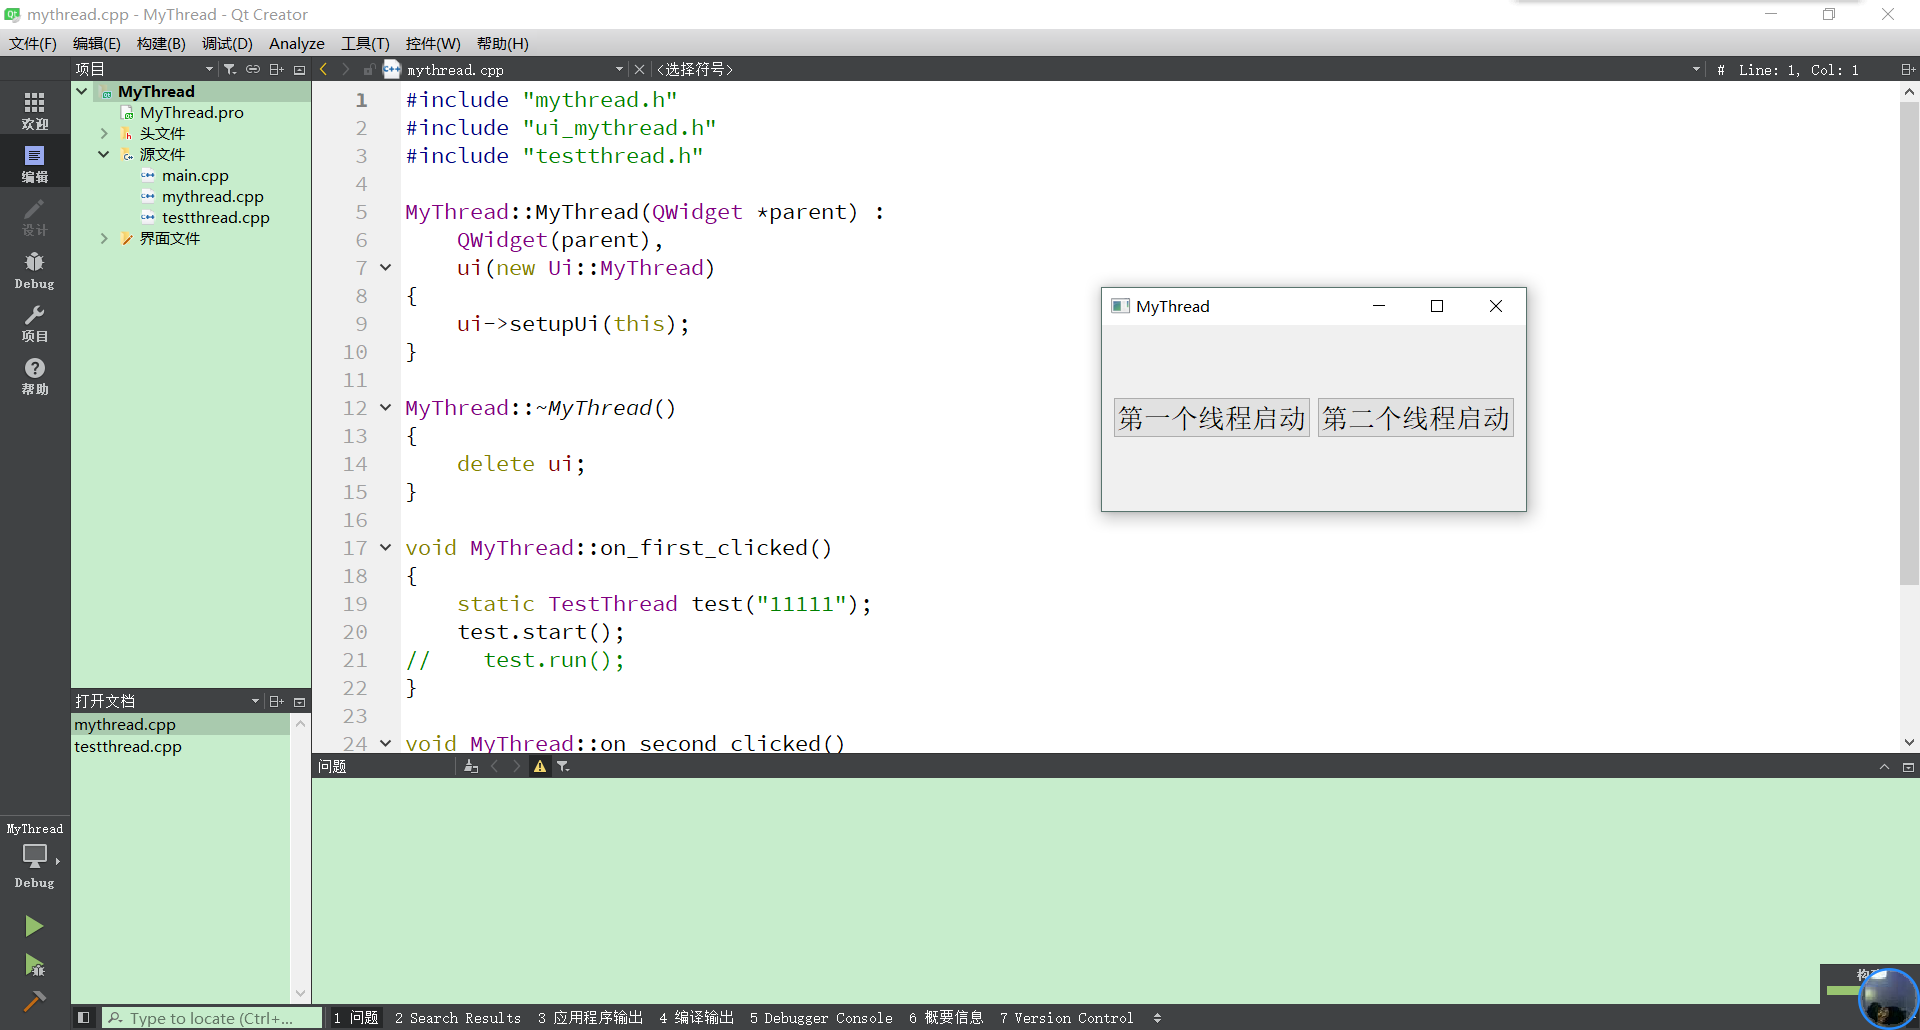 mythread.cpp - MyThread - Qt Creator
文件(F) 编辑(E) 构建(B) 调试(D) Analyze 工具(T) 控件(W) 帮助(H)
项目
mythread.cpp
<选择符号>
# Line: 1, Col: 1
欢迎
编辑
设计
Debug
项目
帮助
MyThread
MyThread.pro
头文件
源文件
main.cpp
mythread.cpp
testthread.cpp
界面文件
1 #include "mythread.h"
2 #include "ui_mythread.h"
3 #include "testthread.h"
4
5 MyThread::MyThread(QWidget *parent) :
6     QWidget(parent),
7     ui(new Ui::MyThread)
8 {
9     ui->setupUi(this);
10 }
11
12 MyThread::~MyThread()
13 {
14     delete ui;
15 }
16
17 void MyThread::on_first_clicked()
18 {
19     static TestThread test("11111");
20     test.start();
21 //    test.run();
22 }
23
24 void MyThread::on_second_clicked()
MyThread
第一个线程启动 第二个线程启动
打开文档
mythread.cpp
testthread.cpp
问题
MyThread
Debug
Type to locate (Ctrl+...
1 问题 2 Search Results 3 应用程序输出 4 编译输出 5 Debugger Console 6 概要信息 7 Version Control